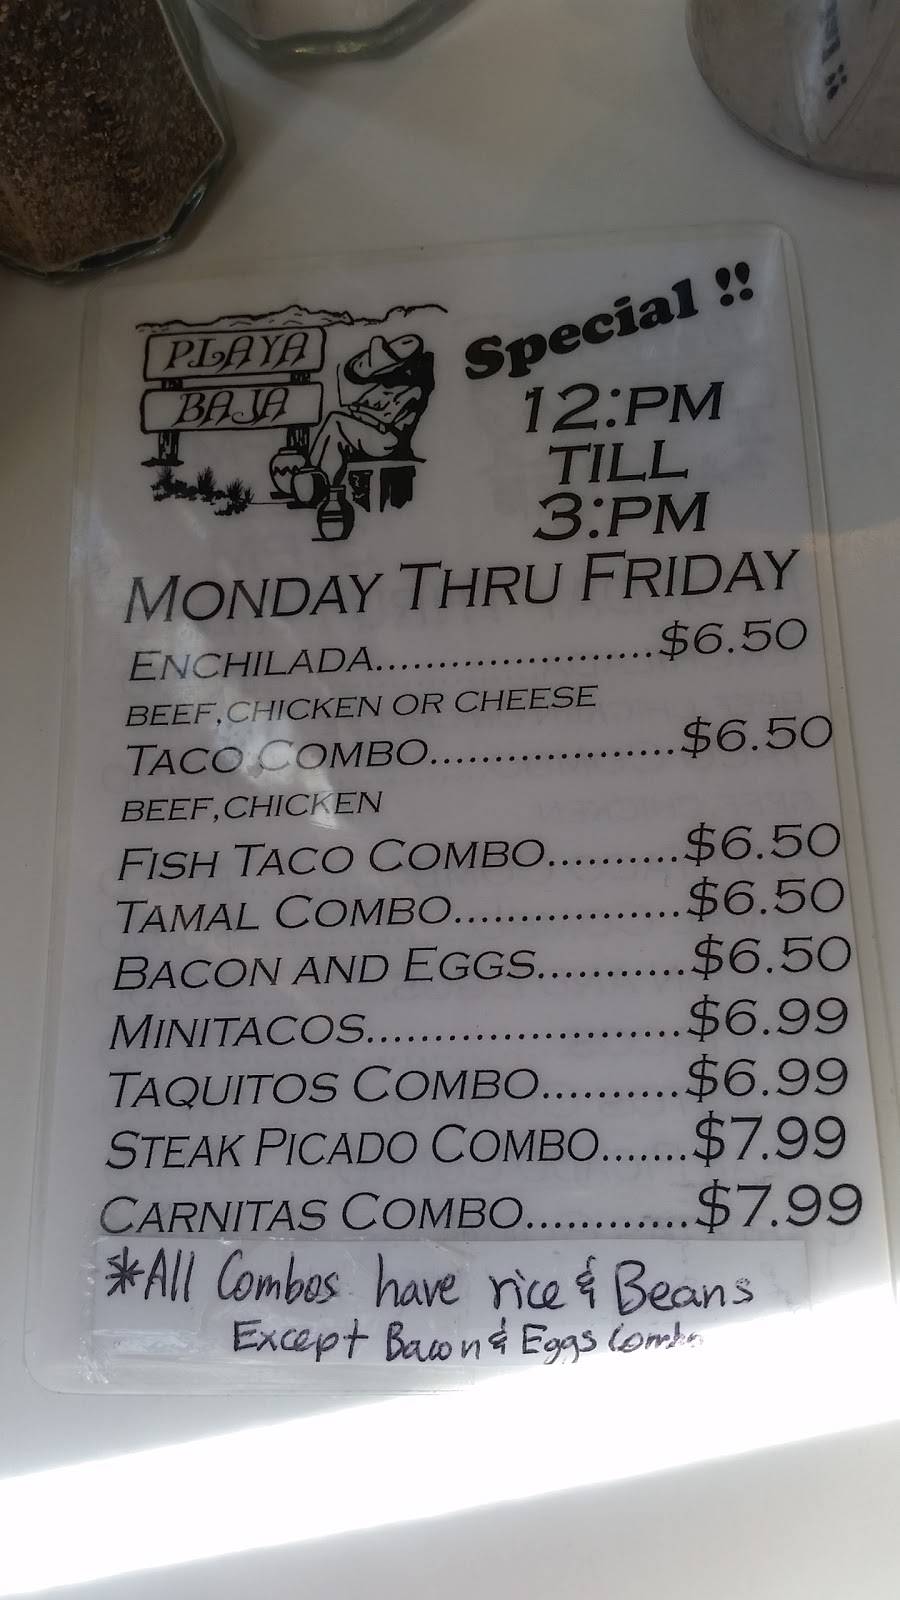 PLAYA
BAJA
Special !!
12:PM
TILL
3:PM
MONDAY THRU FRIDAY
ENCHILADA......................$6.50
BEEF,CHICKEN OR CHEESE
TACO COMBO....................$6.50
BEEF,CHICKEN
FISH TACO COMBO..........$6.50
TAMAL COMBO.................$6.50
BACON AND EGGS...........$6.50
MINITACOS.......................$6.99
TAQUITOS COMBO...........$6.99
STEAK PICADO COMBO.......$7.99
CARNITAS COMBO............$7.99
*All Combos have rice & Beans
Except Bacon & Eggs Combo